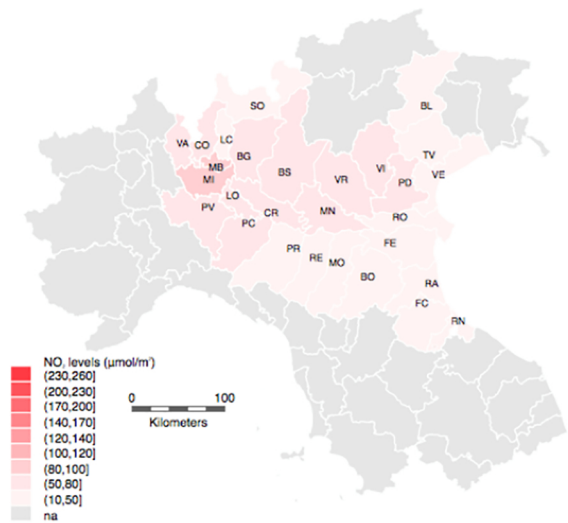 BL
SO
LC
VA
CO
TV
BG
MB
VI
VE
BS
MI
VR
PD
LO
PV
CR
MN
RO
PC
FE
PR
RE
MO
BO
RA
FC
RN
NO, levels (μmol/m²)
(230,260]
(200,230]
(170,200]
(140,170]
(120,140]
(100,120]
(80,100]
(50,80]
(10,50]
na
0 100
Kilometers